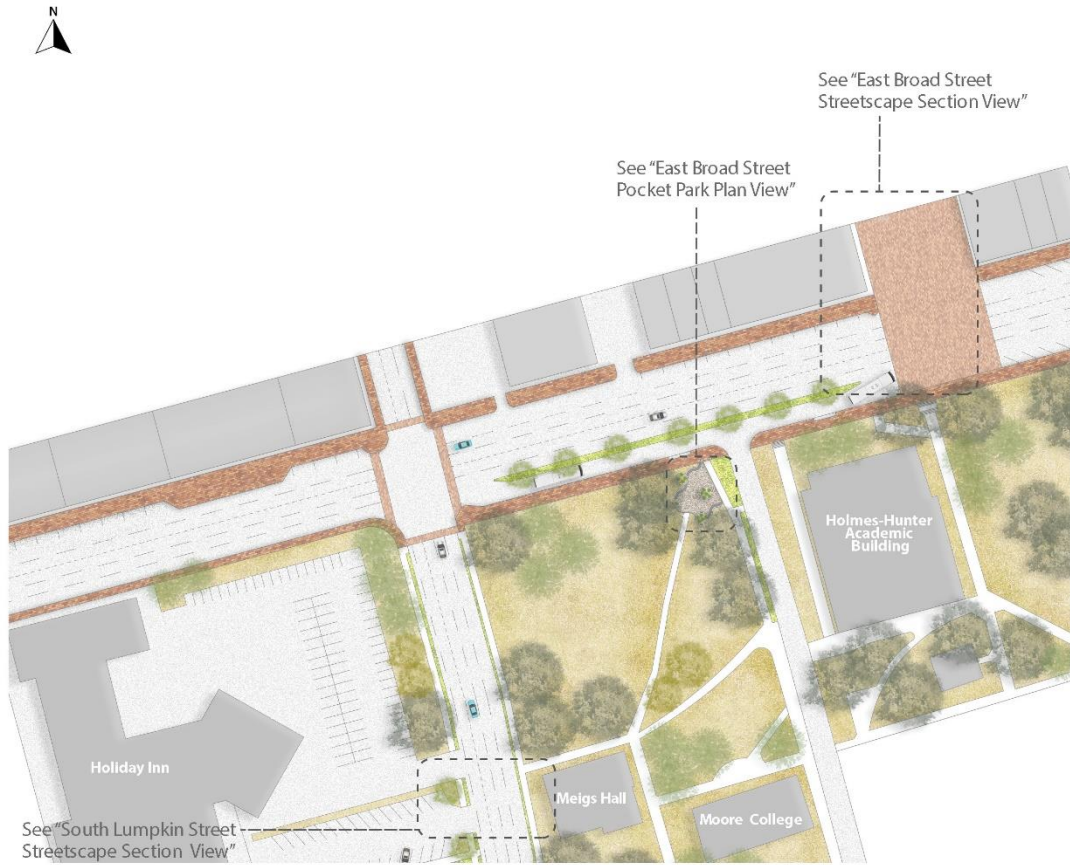 N
See “East Broad Street
Streetscape Section View”
See “East Broad Street
Pocket Park Plan View”
Holmes-Hunter
Academic
Building
Holiday Inn
Meigs Hall
Moore College
See “South Lumpkin Street
Streetscape Section View”